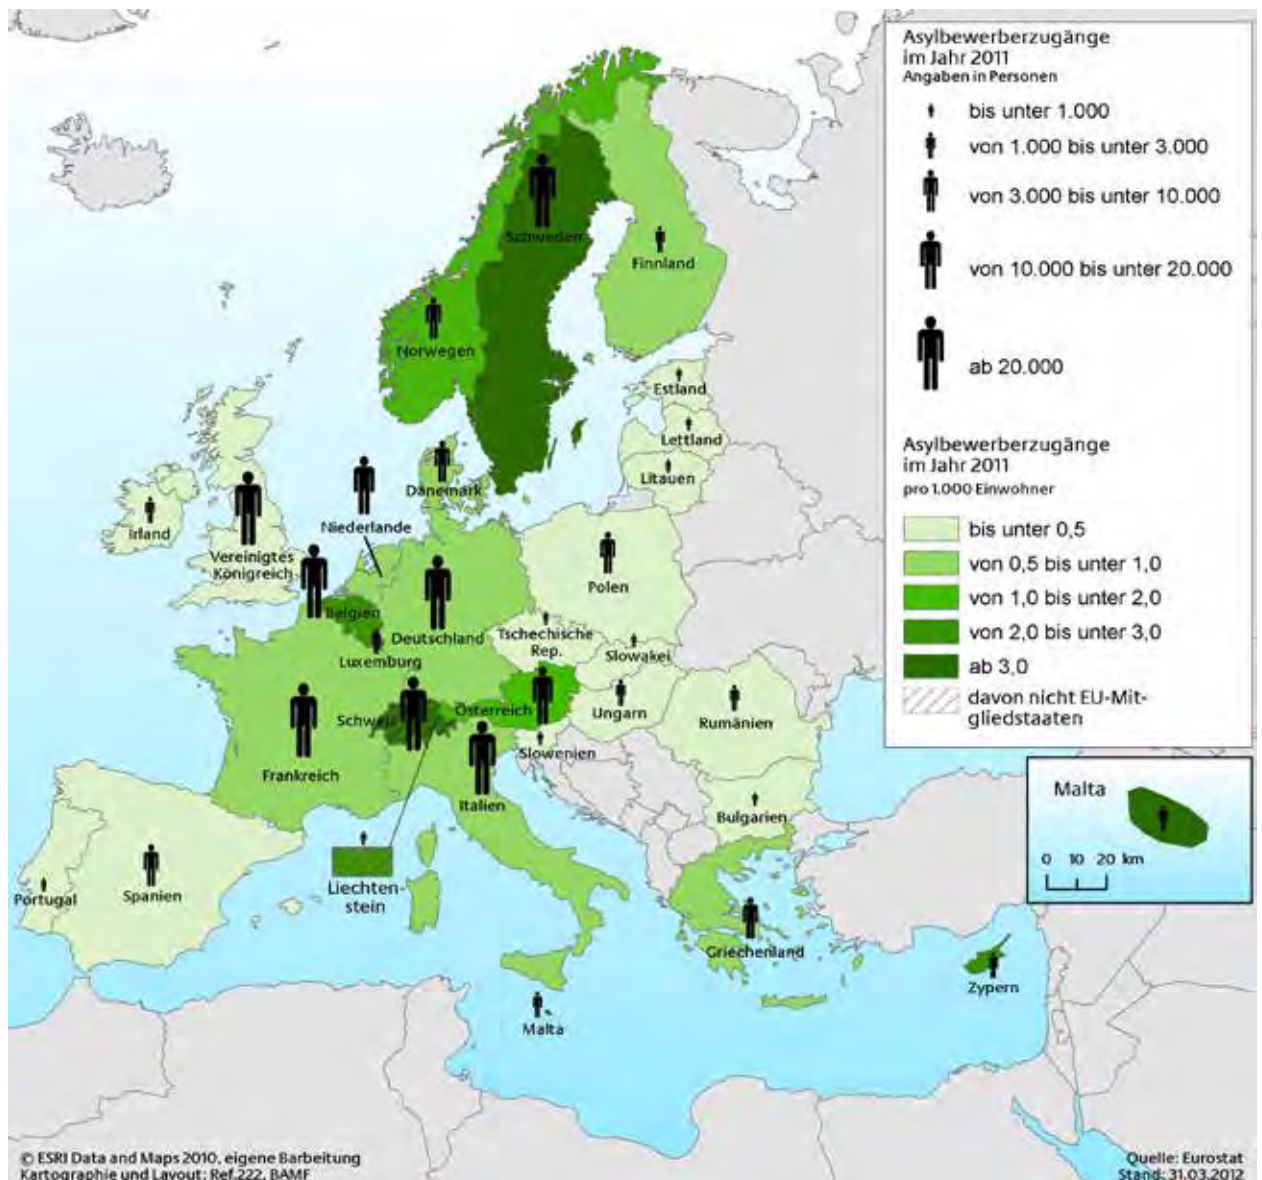 Asylbewerberzugänge
im Jahr 2011
Angaben in Personen
bis unter 1.000
von 1.000 bis unter 3.000
von 3.000 bis unter 10.000
von 10.000 bis unter 20.000
ab 20.000
Asylbewerberzugänge
im Jahr 2011
pro 1.000 Einwohner
bis unter 0,5
von 0,5 bis unter 1,0
von 1,0 bis unter 2,0
von 2,0 bis unter 3,0
ab 3,0
davon nicht EU-Mit-
gliedstaaten
Schweden
Finnland
Norwegen
Estland
Lettland
Litauen
Dänemark
Niederlande
Irland
Vereinigtes
Königreich
Polen
Belgien
Deutschland
Tschechische
Rep.
Slowakei
Luxemburg
Österreich
Ungarn
Rumänien
Schweiz
Slowenien
Frankreich
Italien
Bulgarien
Malta
0 10 20 km
Liechten-
stein
Portugal
Spanien
Griechenland
Zypern
Malta
© ESRI Data and Maps 2010, eigene Barbeitung
Kartographie und Layout: Ref.222, BAMF
Quelle: Eurostat
Stand: 31.03.2012